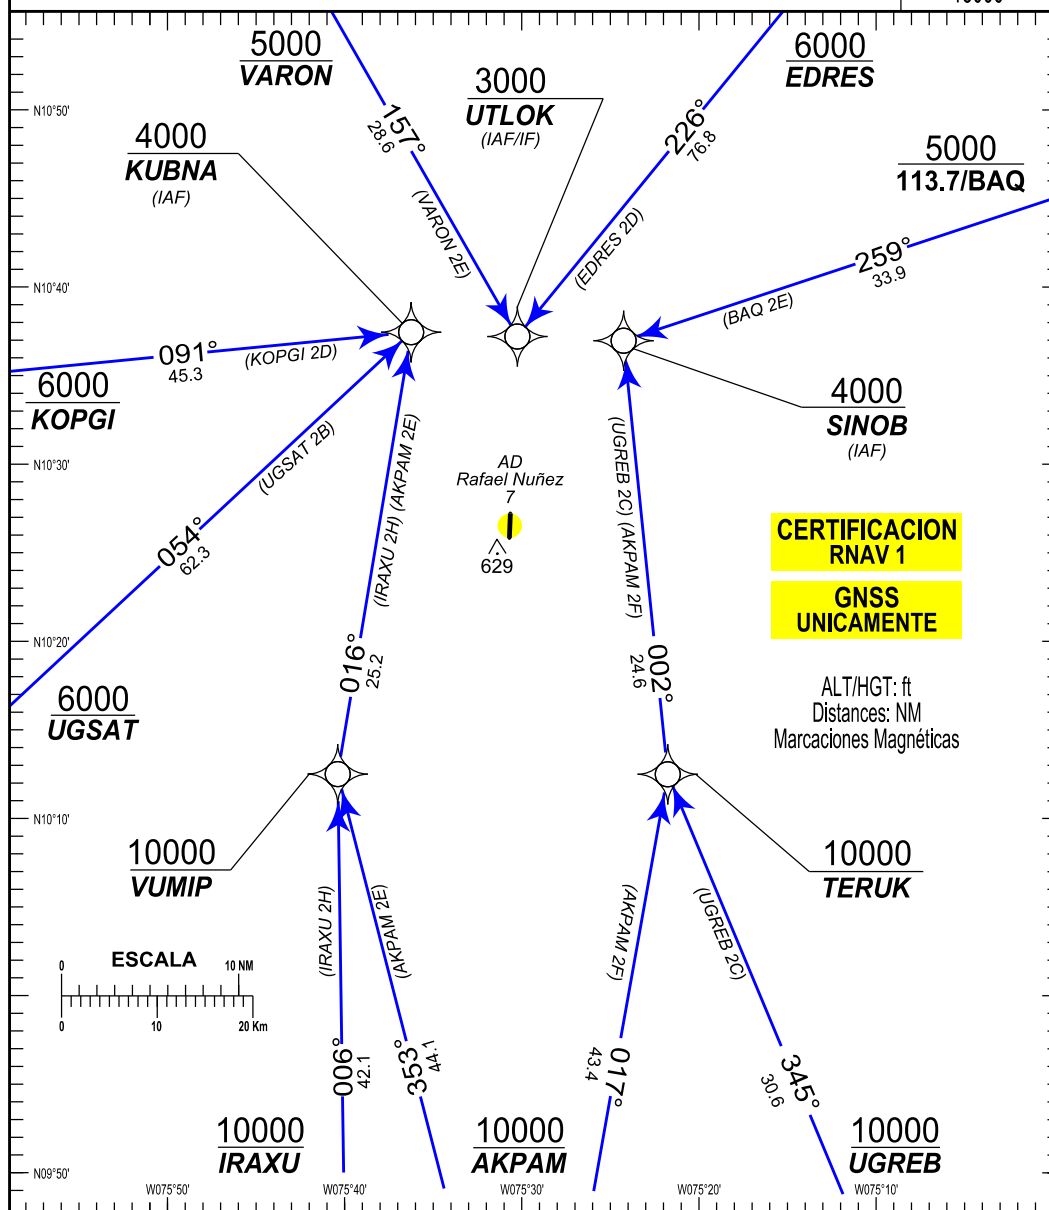 5000
VARON
3000
UTLOK
(IAF/IF)
6000
EDRES
N10°50'
157°
28.6
226°
76.8
4000
KUBNA
(IAF)
5000
113.7/BAQ
(VARON 2E)
(EDRES 2D)
259°
33.9
N10°40'
(BAQ 2E)
091°
45.3
(KOPGI 2D)
6000
KOPGI
4000
SINOB
(IAF)
(UGSAT 2B)
(IRAXU 2H) (AKPAM 2E)
(UGREB 2C) (AKPAM 2F)
N10°30'
AD
Rafael Nuñez
7
629
054°
62.3
CERTIFICACION
RNAV 1
GNSS
UNICAMENTE
N10°20'
016°
25.2
002°
24.6
6000
UGSAT
ALT/HGT: ft
Distances: NM
Marcaciones Magnéticas
N10°10'
10000
VUMIP
10000
TERUK
(IRAXU 2H)
(AKPAM 2E)
(AKPAM 2F)
(UGREB 2C)
ESCALA
0
10 NM
0
10
20 Km
006°
42.1
353°
44.1
017°
43.4
345°
30.6
10000
IRAXU
10000
AKPAM
10000
UGREB
N09°50'
W075°50'
W075°40'
W075°30'
W075°20'
W075°10'